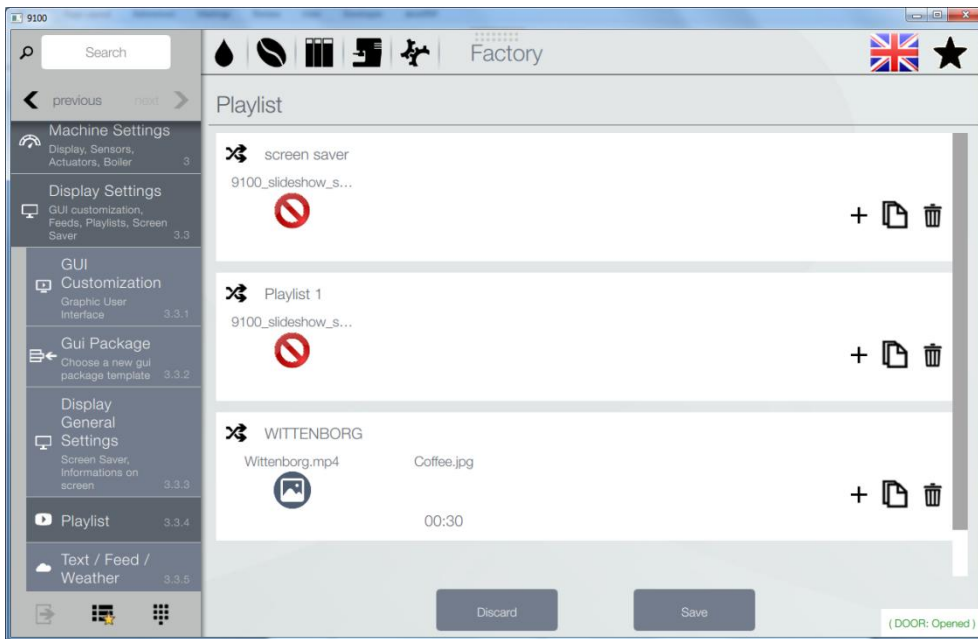 9100
Search
Factory
previous next
Playlist
Machine Settings
Display, Sensors,
Actuators, Boiler 3
Display Settings
GUI customization,
Feeds, Playlists, Screen
Saver 3.3
GUI
Customization
Graphic User
Interface 3.3.1
Gui Package
Choose a new gui
package template 3.3.2
Display
General
Settings
Screen Saver,
Informations on
screen 3.3.3
Playlist 3.3.4
Text / Feed /
Weather 3.3.5
screen saver
9100_slideshow_s...
Playlist 1
9100_slideshow_s...
WITTENBORG
Wittenborg.mp4 Coffee.jpg
00:30
Discard Save
( DOOR: Opened )